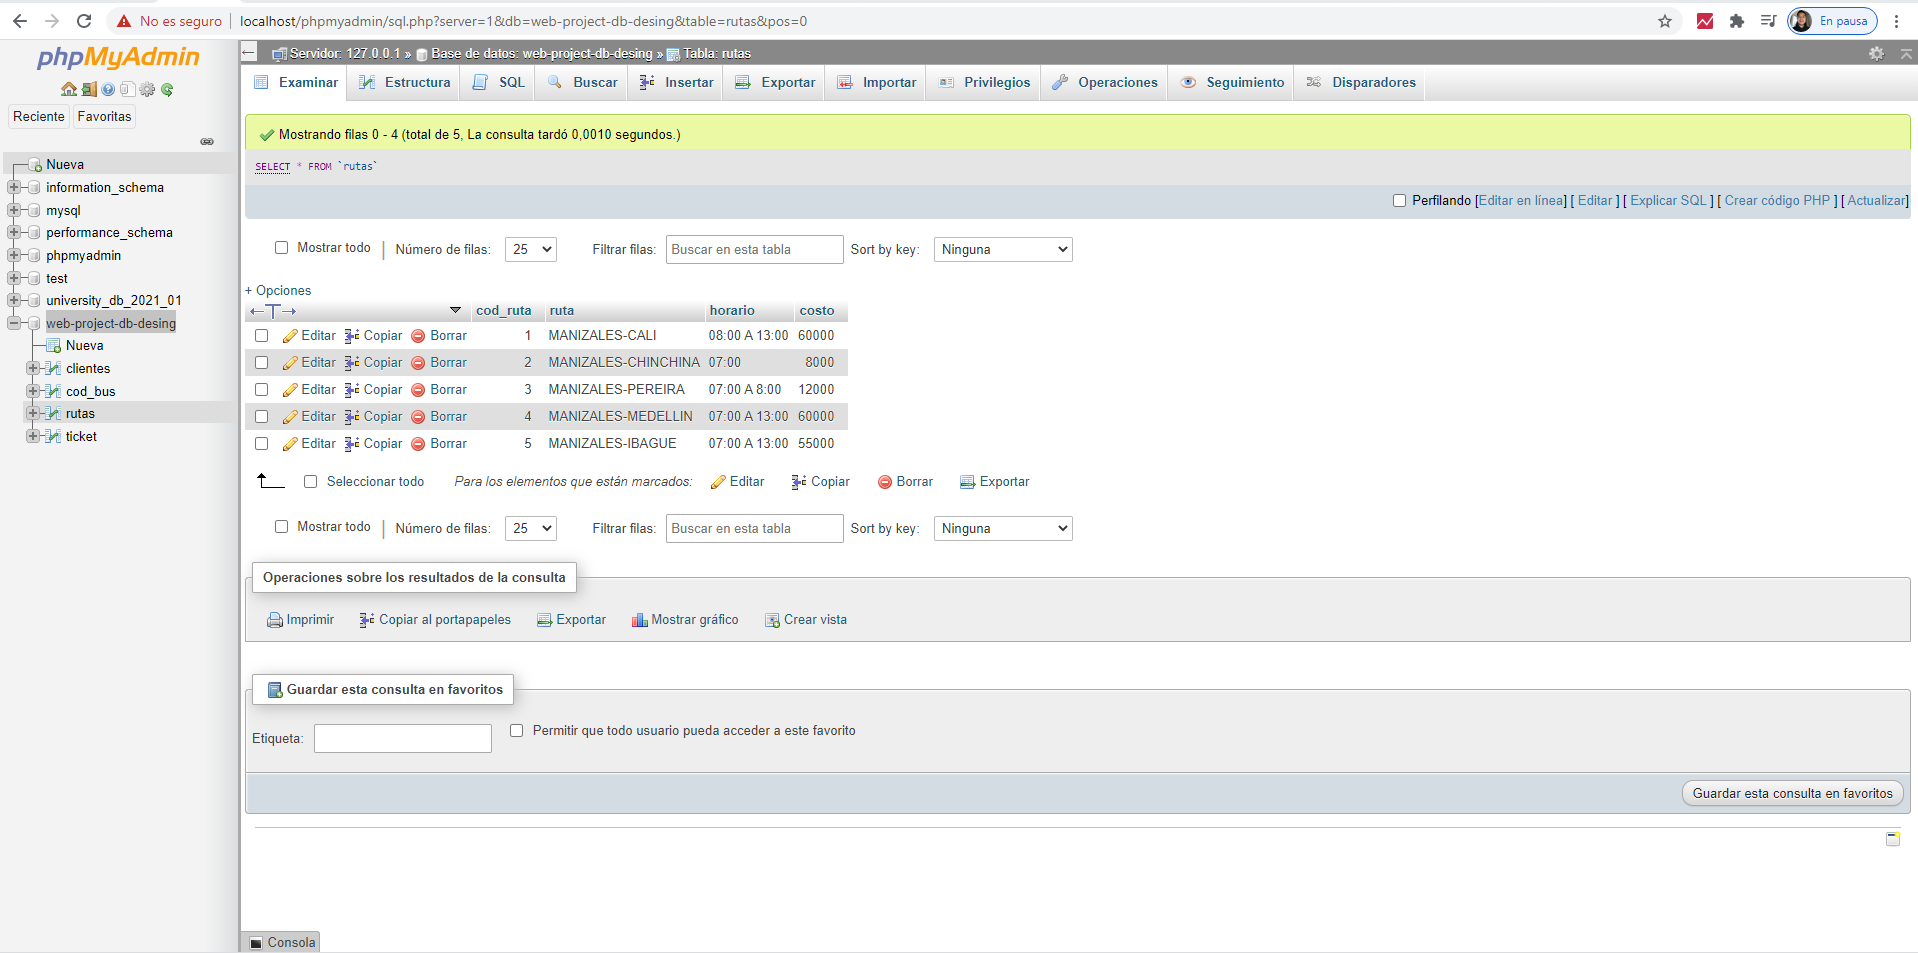 No es seguro localhost/phpmyadmin/sql.php?server=1&db=web-project-db-desing&table=rutas&pos=0 En pausa
phpMyAdmin
Reciente Favoritas
Nueva
information_schema
mysql
performance_schema
phpmyadmin
test
university_db_2021_01
web-project-db-desing
Nueva
clientes
cod_bus
rutas
ticket
Servidor: 127.0.0.1 » Base de datos: web-project-db-desing » Tabla: rutas
Examinar Estructura SQL Buscar Insertar Exportar Importar Privilegios Operaciones Seguimiento Disparadores
Mostrando filas 0 - 4 (total de 5, La consulta tardó 0,0010 segundos.)
SELECT * FROM `rutas`
Perfilando [Editar en línea] [ Editar ] [ Explicar SQL ] [ Crear código PHP ] [ Actualizar]
Mostrar todo | Número de filas: 25 Filtrar filas: Buscar en esta tabla Sort by key: Ninguna
+ Opciones
←T→ cod_ruta ruta horario costo
Editar Copiar Borrar 1 MANIZALES-CALI 08:00 A 13:00 60000
Editar Copiar Borrar 2 MANIZALES-CHINCHINA 07:00 8000
Editar Copiar Borrar 3 MANIZALES-PEREIRA 07:00 A 8:00 12000
Editar Copiar Borrar 4 MANIZALES-MEDELLIN 07:00 A 13:00 60000
Editar Copiar Borrar 5 MANIZALES-IBAGUE 07:00 A 13:00 55000
Seleccionar todo Para los elementos que están marcados: Editar Copiar Borrar Exportar
Mostrar todo | Número de filas: 25 Filtrar filas: Buscar en esta tabla Sort by key: Ninguna
Operaciones sobre los resultados de la consulta
Imprimir Copiar al portapapeles Exportar Mostrar gráfico Crear vista
Guardar esta consulta en favoritos
Etiqueta: Permitir que todo usuario pueda acceder a este favorito
Guardar esta consulta en favoritos
Consola